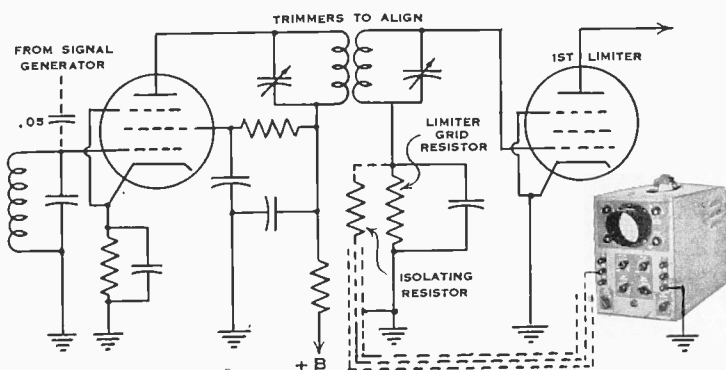 TRIMMERS TO ALIGN
FROM SIGNAL
GENERATOR
1ST LIMITER
.05
LIMITER
GRID
RESISTOR
ISOLATING
RESISTOR
+B